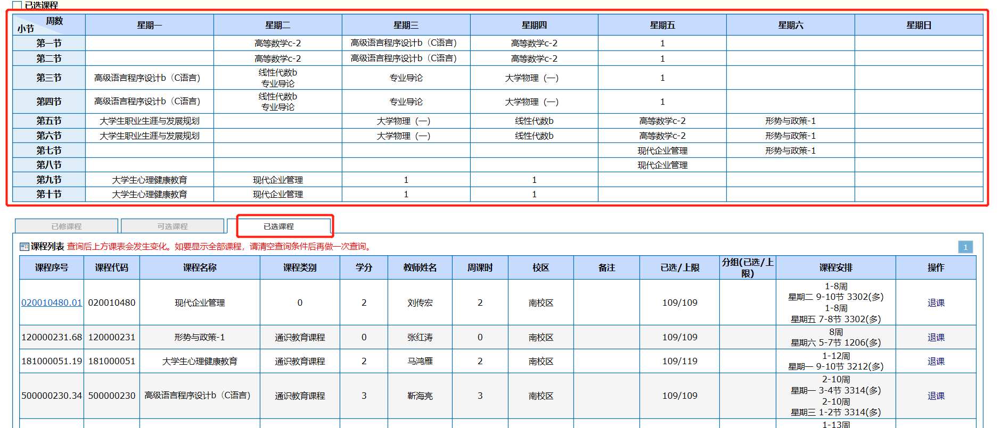 已选课程
周数
小节
星期一 星期二 星期三 星期四 星期五 星期六 星期日
第一节 高等数学c-2 高级语言程序设计b（C语言） 高等数学c-2 1
第二节 高等数学c-2 高级语言程序设计b（C语言） 高等数学c-2 1
第三节 高级语言程序设计b（C语言） 线性代数b 专业导论 专业导论 大学物理（一） 1
第四节 高级语言程序设计b（C语言） 线性代数b 专业导论 专业导论 大学物理（一） 1
第五节 大学生职业生涯与发展规划 大学物理（一） 线性代数b 高等数学c-2 形势与政策-1
第六节 大学生职业生涯与发展规划 大学物理（一） 线性代数b 高等数学c-2 形势与政策-1
第七节 现代企业管理 形势与政策-1
第八节 现代企业管理
第九节 大学生心理健康教育 现代企业管理 1 1
第十节 大学生心理健康教育 现代企业管理 1 1
已修课程 可选课程 已选课程
课程列表 查询后上方课表会发生变化。如要显示全部课程，请清空查询条件后再做一次查询。 1
课程序号 课程代码 课程名称 课程类别 学分 教师姓名 周课时 校区 备注 已选/上限 分组(已选/上限) 课程安排 操作
020010480.01 020010480 现代企业管理 0 2 刘传宏 2 南校区 109/109 1-8周 星期二 9-10节 3302(多) 1-8周 星期五 7-8节 3302(多) 退课
120000231.68 120000231 形势与政策-1 通识教育课程 0 张红涛 0 南校区 109/109 8周 星期六 5-7节 1206(多) 退课
181000051.19 181000051 大学生心理健康教育 通识教育课程 2 马鸿雁 2 南校区 109/119 1-12周 星期一 9-10节 3212(多) 退课
500000230.34 500000230 高级语言程序设计b（C语言） 通识教育课程 3 靳海亮 3 南校区 109/109 2-10周 星期一 3-4节 3314(多) 2-10周 星期三 1-2节 3314(多) 退课
1-13周